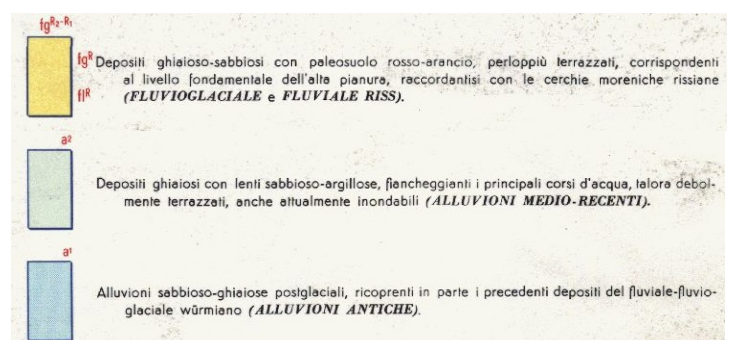 fgR2-R1
fgR
Depositi ghiaioso-sabbiosi con paleosuolo rosso-arancio, perloppiù terrazzati, corrispondenti
al livello fondamentale dell'alta pianura, raccordantisi con le cerchie moreniche rissiane
flR
(FLUVIOGLACIALE e FLUVIALE RISS).
a2
Depositi ghiaiosi con lenti sabbioso-argillose, fiancheggianti i principali corsi d'acqua, talora debol-
mente terrazzati, anche attualmente inondabili (ALLUVIONI MEDIO-RECENTI).
a1
Alluvioni sabbioso-ghiaiose postglaciali, ricoprenti in parte i precedenti depositi del fluviale-fluvio-
glaciale würmiano (ALLUVIONI ANTICHE).